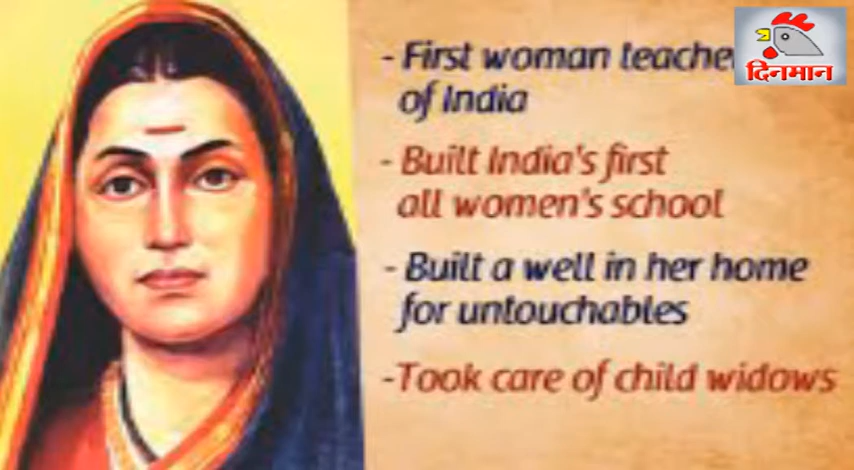 - First woman teache
of India
दिनमान
- Built India's first
all women's school
- Built a well in her home
for untouchables
-Took care of child widows